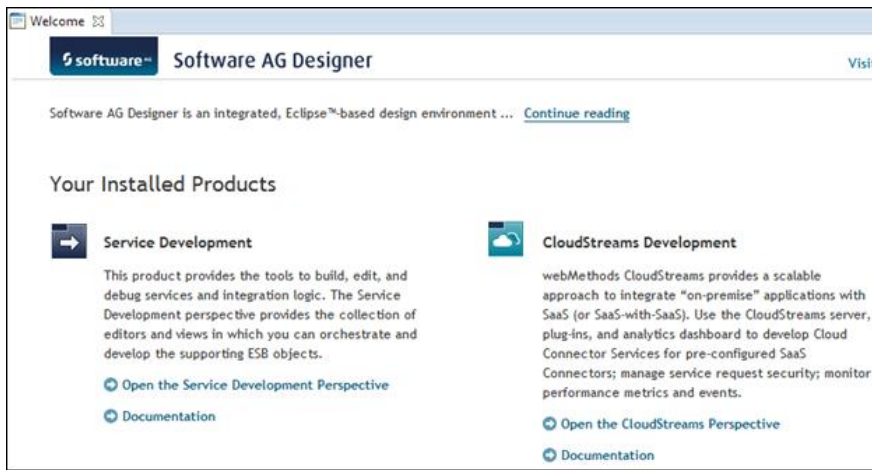 Welcome
software AG Software AG Designer
Software AG Designer is an integrated, Eclipse™-based design environment ... Continue reading
Your Installed Products
Service Development
This product provides the tools to build, edit, and
debug services and integration logic. The Service
Development perspective provides the collection of
editors and views in which you can orchestrate and
develop the supporting ESB objects.
Open the Service Development Perspective
Documentation
CloudStreams Development
webMethods CloudStreams provides a scalable
approach to integrate “on-premise” applications with
SaaS (or SaaS-with-SaaS). Use the CloudStreams server,
plug-ins, and analytics dashboard to develop Cloud
Connector Services for pre-configured SaaS
Connectors; manage service request security; monitor
performance metrics and events.
Open the CloudStreams Perspective
Documentation